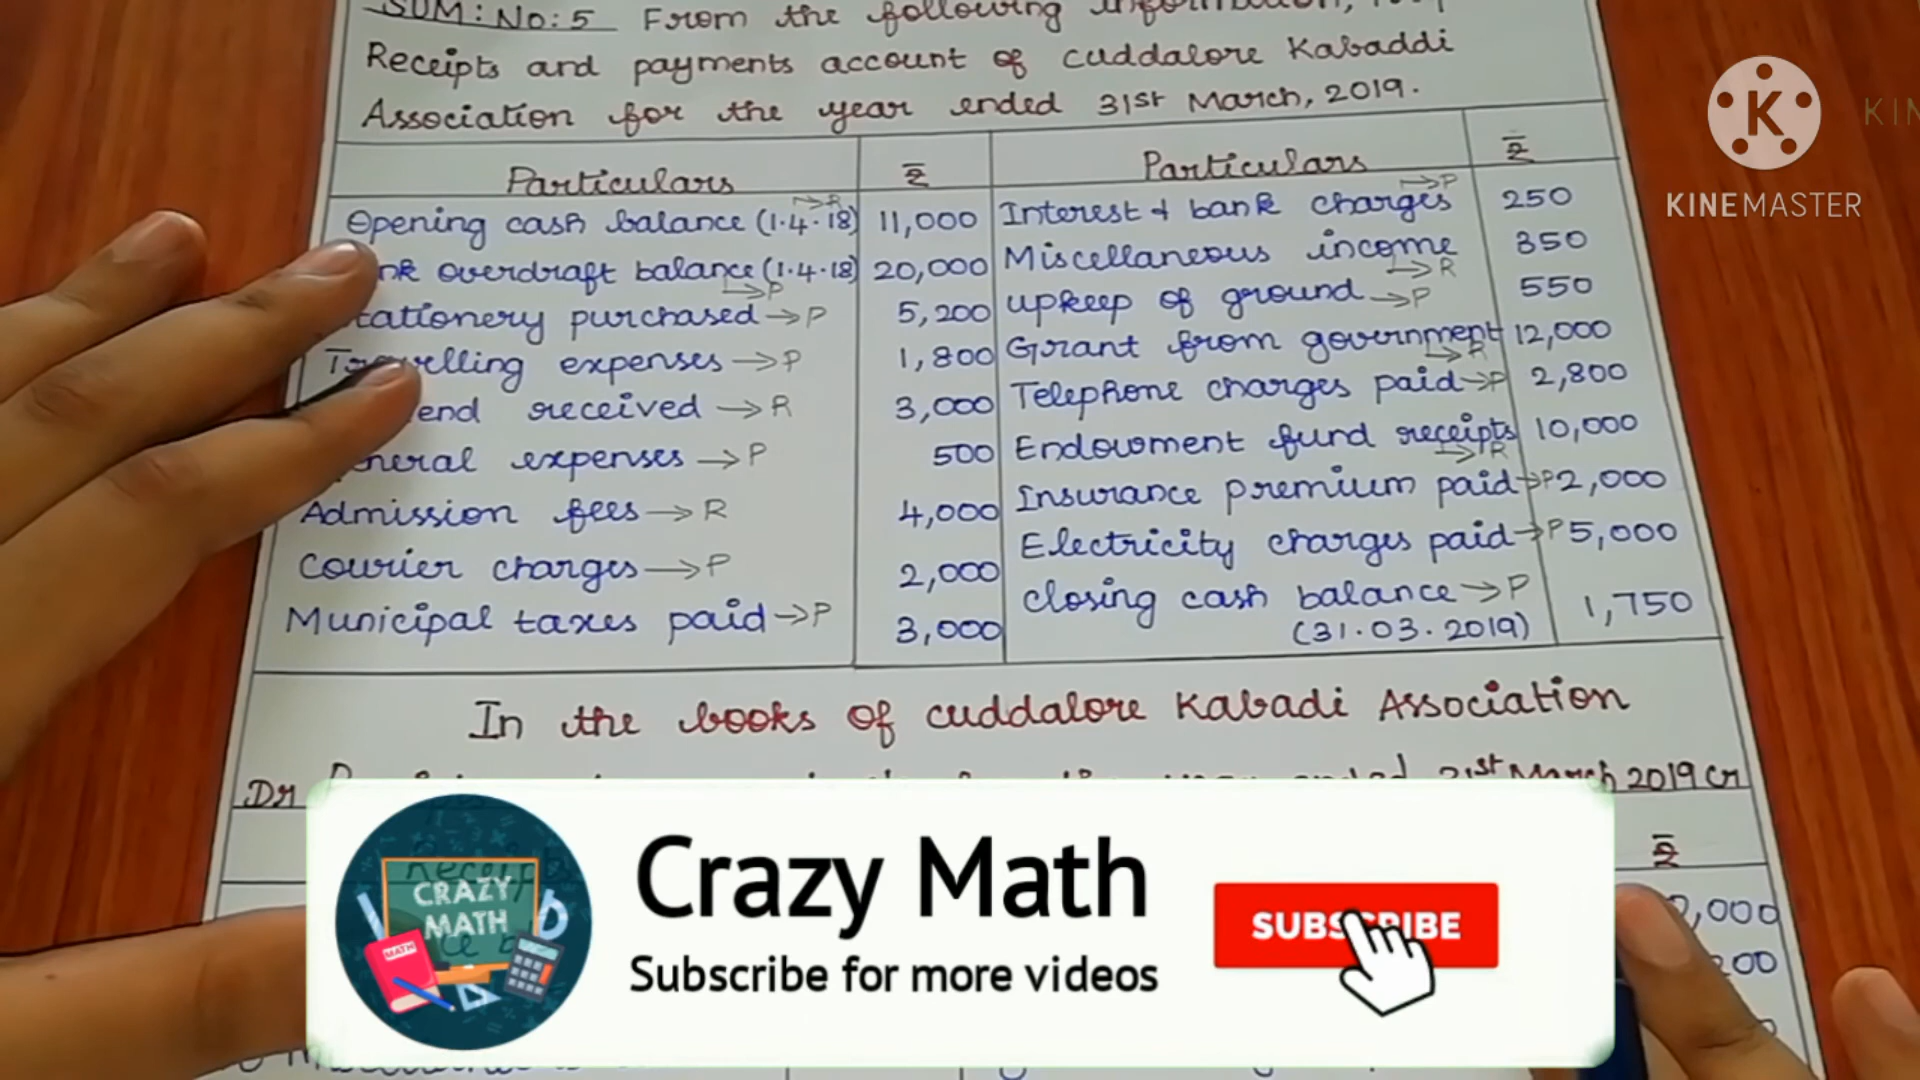 SUM: No: 5 From the following
Receipts and payments account of cuddalore Kabaddi
Association for the year ended 31st March, 2019.
Particulars ₹ Particulars ₹
Opening cash balance (1.4.18) →R 11,000 Interest & bank charges →P 250
overdraft balance (1.4.18) →P 20,000 Miscellaneous income →R 350
purchased →P 5,200 upkeep of ground →P 550
Travelling expenses →P 1,800 Grant from government →R 12,000
received →R 3,000 Telephone charges paid →P 2,800
expenses →P 500 Endowment fund receipts →R 10,000
Admission fees →R 4,000 Insurance premium paid →P 2,000
Courier charges →P 2,000 Electricity charges paid →P 5,000
Municipal taxes paid →P 3,000 closing cash balance →P 1,750
(31.03.2019)
In the books of cuddalore Kabadi Association
Dr 31st March 2019 Cr
₹
Crazy Math
Subscribe for more videos
SUBSCRIBE
CRAZY
MATH
MATH
K
KINEMASTER